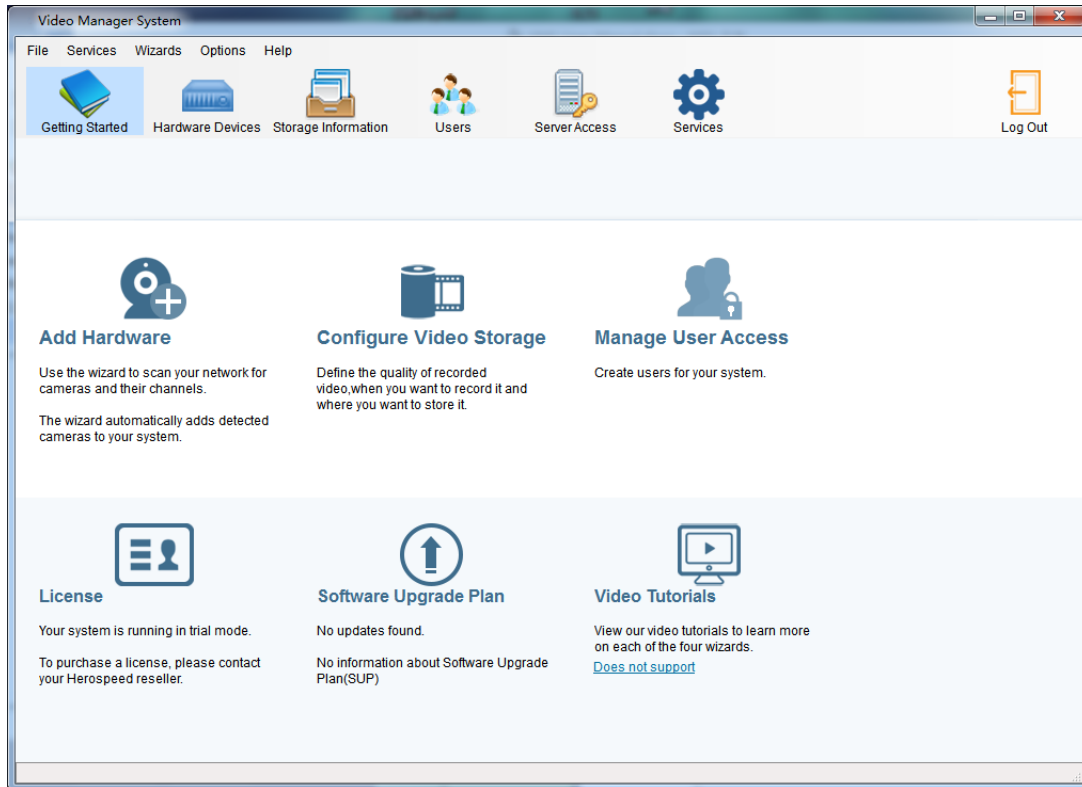 Video Manager System
File Services Wizards Options Help
Getting Started Hardware Devices Storage Information Users Server Access Services Log Out
Add Hardware
Use the wizard to scan your network for
cameras and their channels.
The wizard automatically adds detected
cameras to your system.
Configure Video Storage
Define the quality of recorded
video,when you want to record it and
where you want to store it.
Manage User Access
Create users for your system.
License
Your system is running in trial mode.
To purchase a license, please contact
your Herospeed reseller.
Software Upgrade Plan
No updates found.
No information about Software Upgrade
Plan(SUP)
Video Tutorials
View our video tutorials to learn more
on each of the four wizards.
Does not support